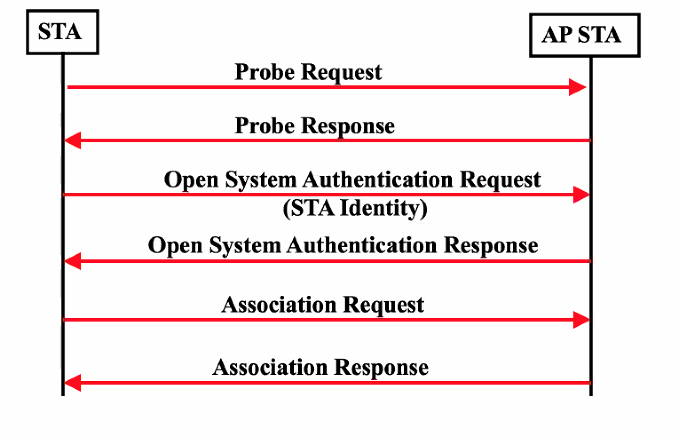 STA
AP STA
Probe Request
Probe Response
Open System Authentication Request
(STA Identity)
Open System Authentication Response
Association Request
Association Response